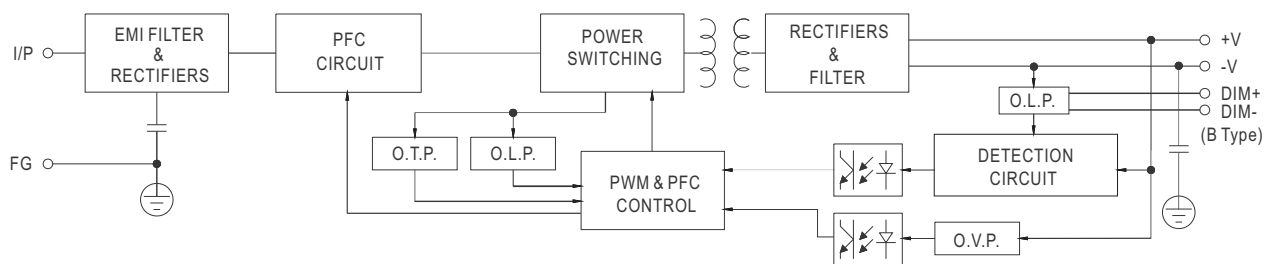 I/P
EMI FILTER
&
RECTIFIERS
PFC
CIRCUIT
POWER
SWITCHING
RECTIFIERS
&
FILTER
+V
-V
DIM+
DIM-
(B Type)
O.L.P.
FG
O.T.P.
O.L.P.
PWM & PFC
CONTROL
DETECTION
CIRCUIT
O.V.P.